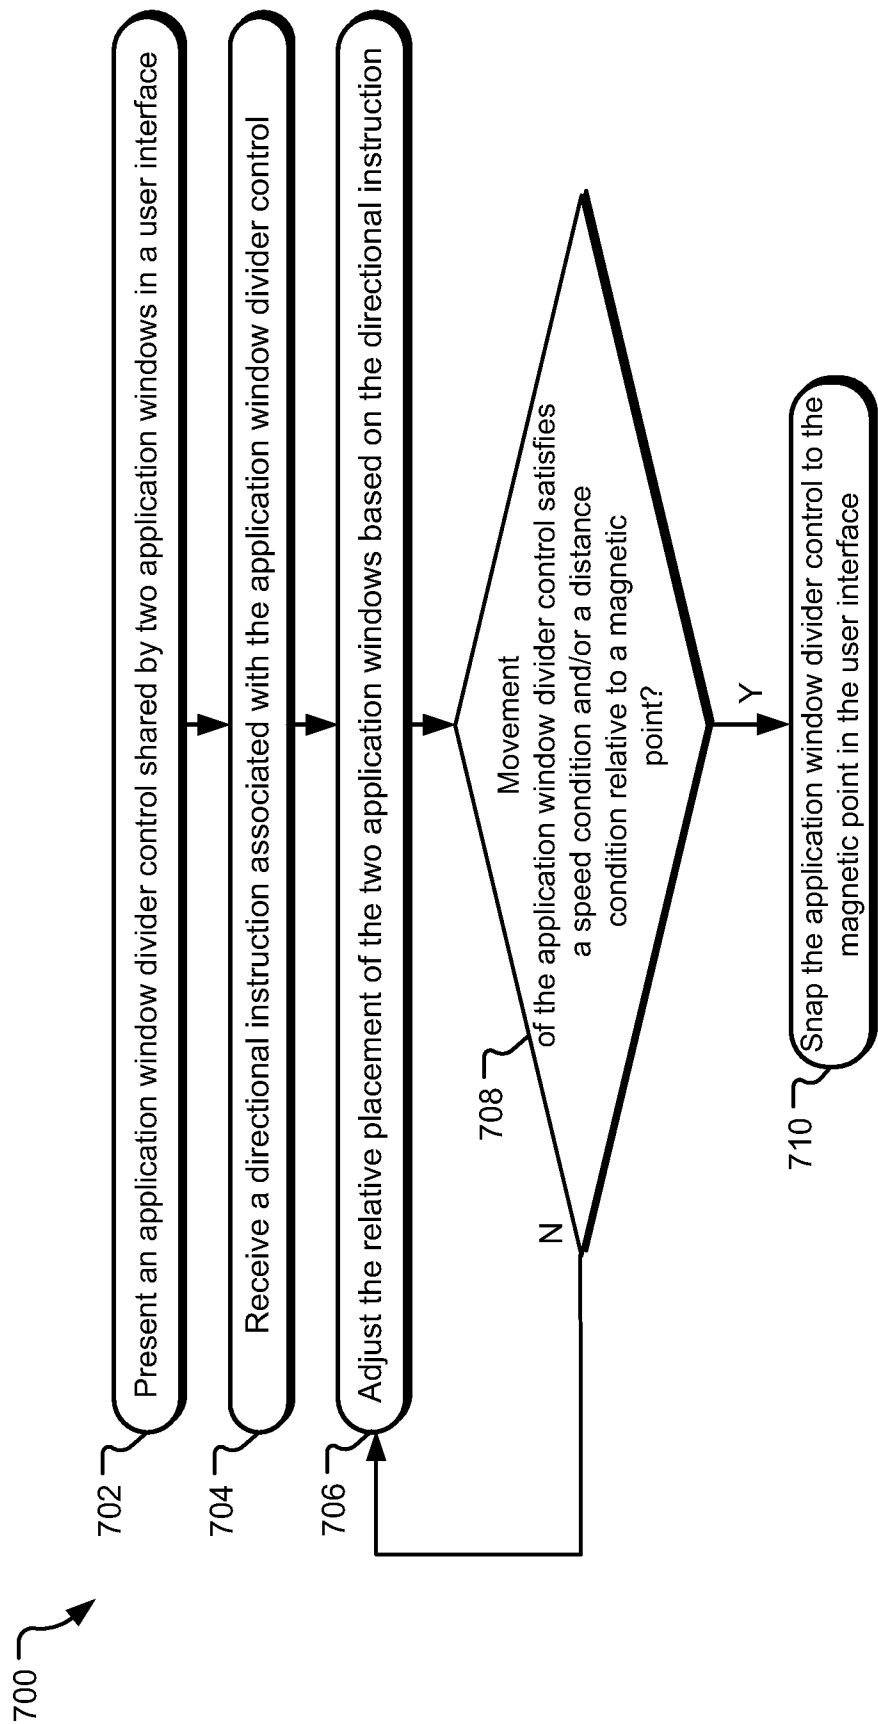 700
702
Present an application window divider control shared by two application windows in a user interface
704
Receive a directional instruction associated with the application window divider control
706
Adjust the relative placement of the two application windows based on the directional instruction
708
Movement
of the application window divider control satisfies
a speed condition and/or a distance
condition relative to a magnetic
point?
N
Y
710
Snap the application window divider control to the
magnetic point in the user interface